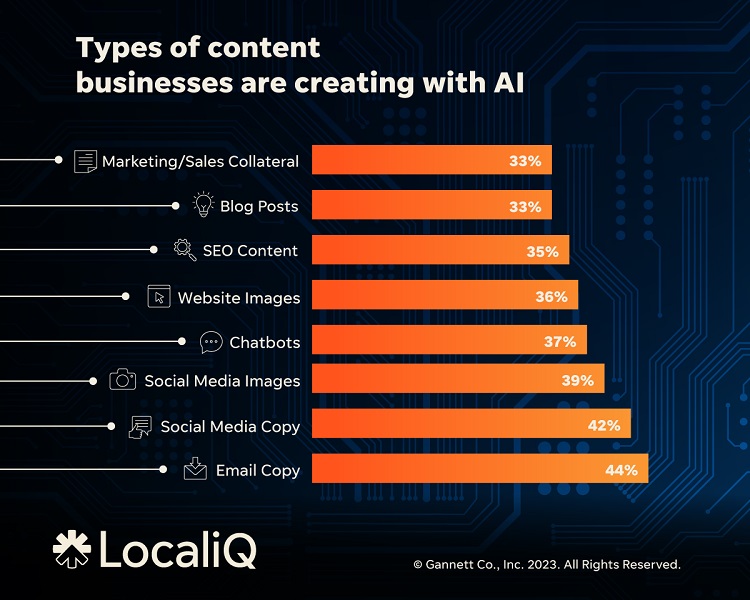 Types of content
businesses are creating with AI
Marketing/Sales Collateral 33%
Blog Posts 33%
SEO Content 35%
Website Images 36%
Chatbots 37%
Social Media Images 39%
Social Media Copy 42%
Email Copy 44%
LocaliQ
© Gannett Co., Inc. 2023. All Rights Reserved.